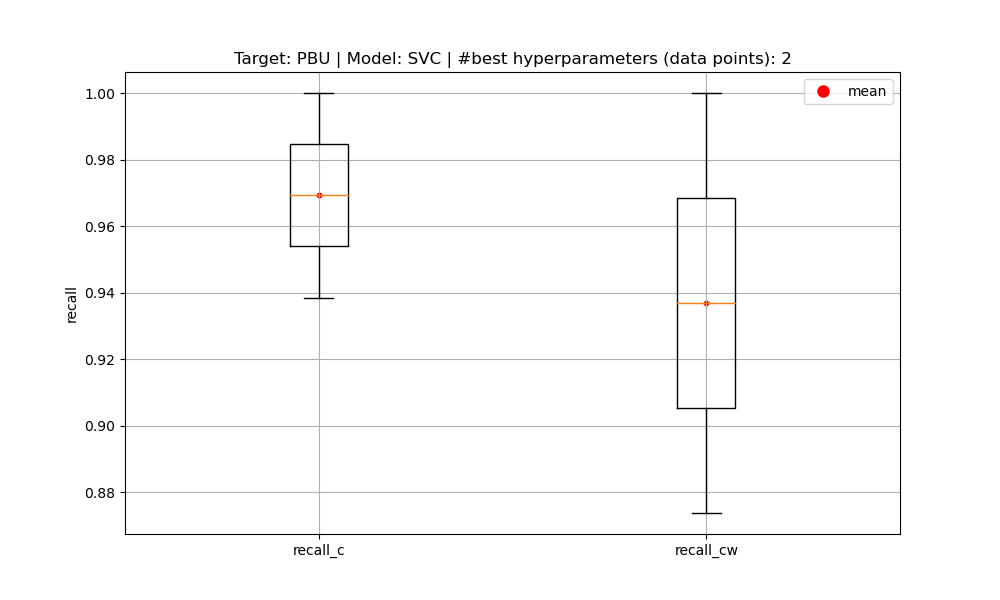 Target: PBU | Model: SVC | #best hyperparameters (data points): 2
mean
1.00
0.98
0.96
0.94
0.92
0.90
0.88
recall
recall_c
recall_cw